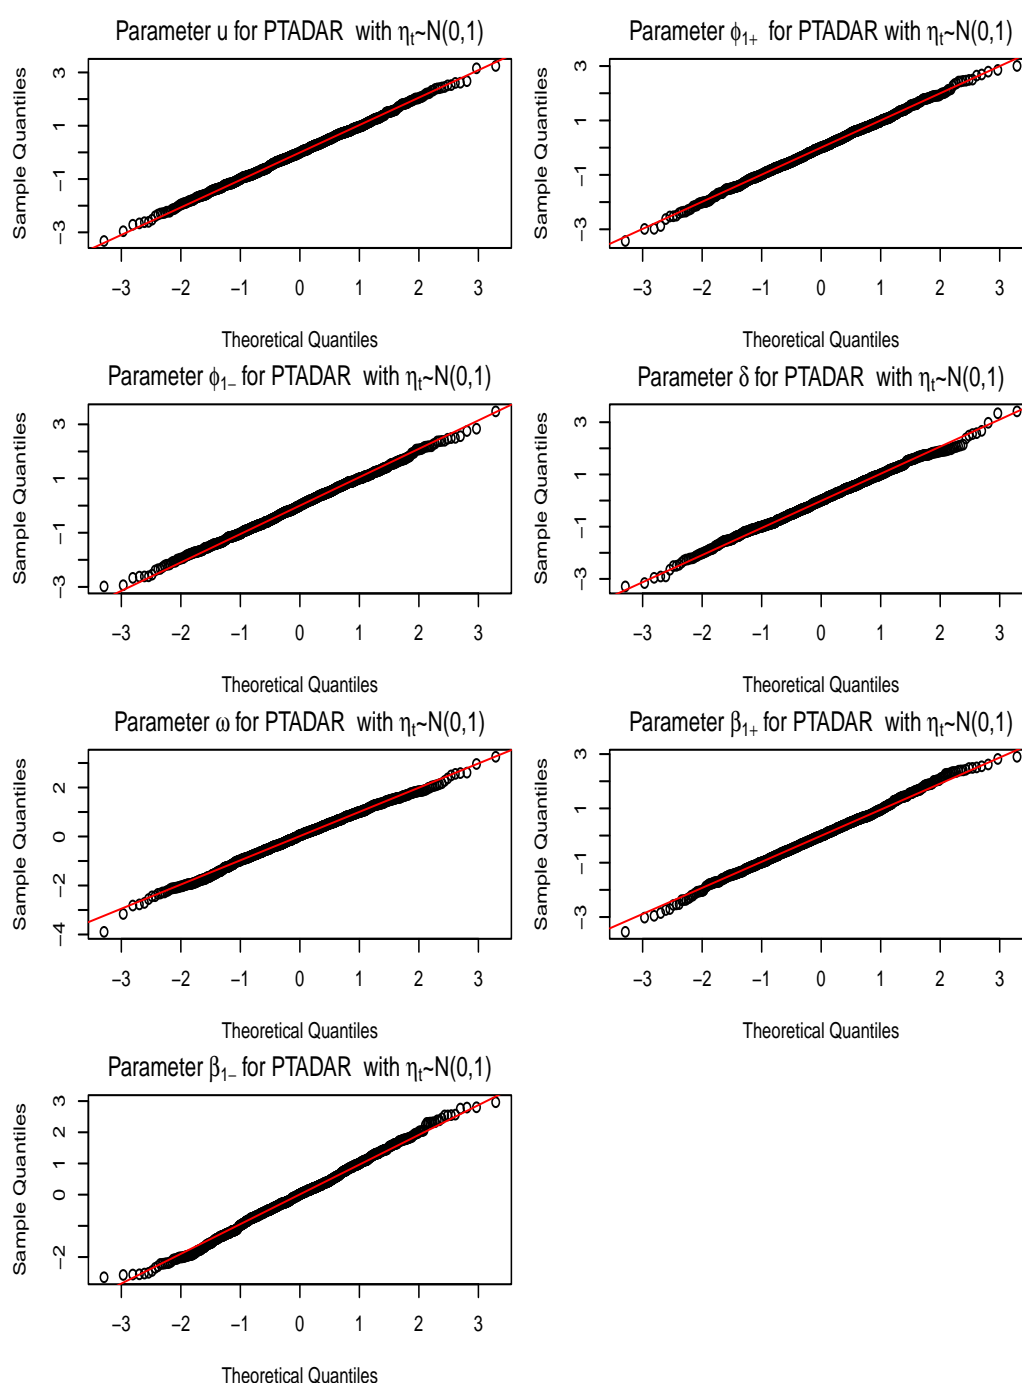 Parameter u for PTADAR with ηt~N(0,1)
Sample Quantiles
3
1
−1
−3
−3 −2 −1 0 1 2 3
Theoretical Quantiles
Parameter ϕ1+ for PTADAR with ηt~N(0,1)
Sample Quantiles
3
1
−1
−3
−3 −2 −1 0 1 2 3
Theoretical Quantiles
Parameter ϕ1− for PTADAR with ηt~N(0,1)
Sample Quantiles
3
1
−1
−3
−3 −2 −1 0 1 2 3
Theoretical Quantiles
Parameter δ for PTADAR with ηt~N(0,1)
Sample Quantiles
3
1
−1
−3
−3 −2 −1 0 1 2 3
Theoretical Quantiles
Parameter ω for PTADAR with ηt~N(0,1)
Sample Quantiles
2
0
−2
−4
−3 −2 −1 0 1 2 3
Theoretical Quantiles
Parameter β1+ for PTADAR with ηt~N(0,1)
Sample Quantiles
3
1
−1
−3
−3 −2 −1 0 1 2 3
Theoretical Quantiles
Parameter β1− for PTADAR with ηt~N(0,1)
Sample Quantiles
3
2
1
0
−2
−3 −2 −1 0 1 2 3
Theoretical Quantiles